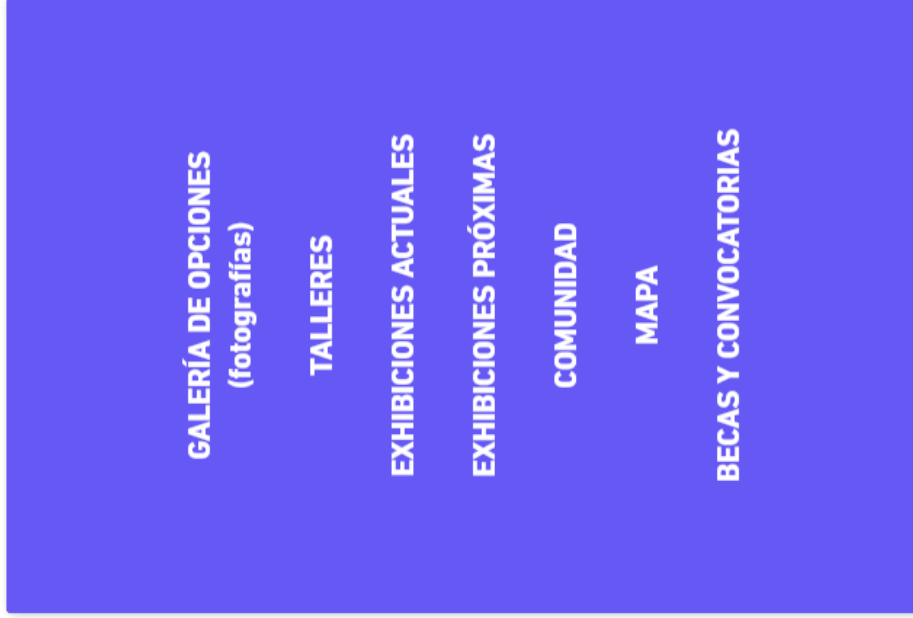 GALERÍA DE OPCIONES
(fotografías)
TALLERES
EXHIBICIONES ACTUALES
EXHIBICIONES PRÓXIMAS
COMUNIDAD
MAPA
BECAS Y CONVOCATORIAS